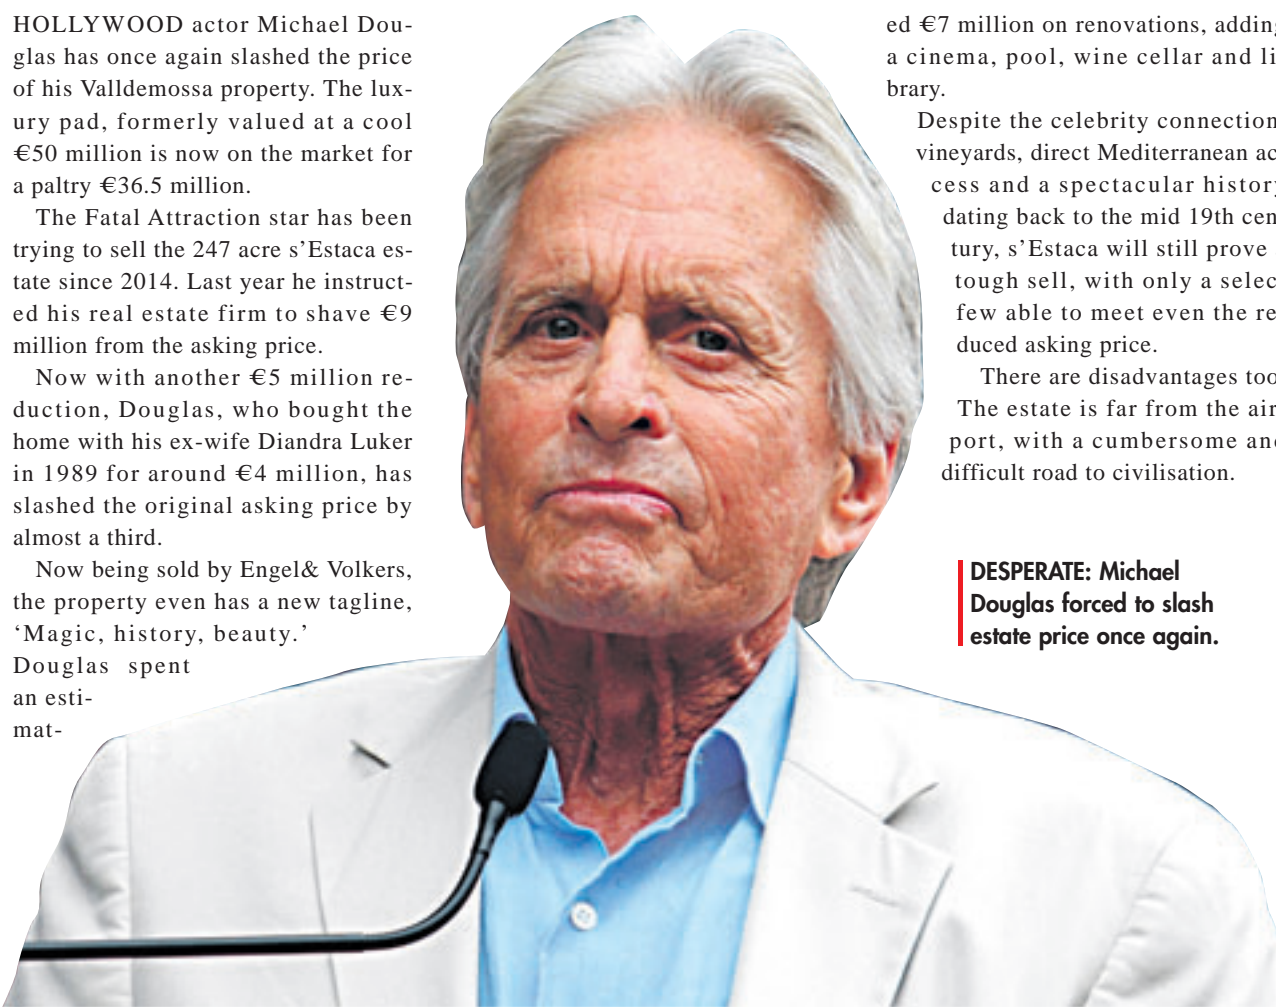 HOLLYWOOD actor Michael Dou-
glas has once again slashed the price
of his Valldemossa property. The lux-
ury pad, formerly valued at a cool
€50 million is now on the market for
a paltry €36.5 million.
The Fatal Attraction star has been
trying to sell the 247 acre s’Estaca es-
tate since 2014. Last year he instruct-
ed his real estate firm to shave €9
million from the asking price.
Now with another €5 million re-
duction, Douglas, who bought the
home with his ex-wife Diandra Luker
in 1989 for around €4 million, has
slashed the original asking price by
almost a third.
Now being sold by Engel& Volkers,
the property even has a new tagline,
‘Magic, history, beauty.’
Douglas spent
an esti-
mat-
ed €7 million on renovations, adding
a cinema, pool, wine cellar and li
brary.
Despite the celebrity connection
vineyards, direct Mediterranean ac
cess and a spectacular history
dating back to the mid 19th cen
tury, s’Estaca will still prove
tough sell, with only a selec
few able to meet even the re
duced asking price.
There are disadvantages too
The estate is far from the air
port, with a cumbersome and
difficult road to civilisation.
DESPERATE: Michael
Douglas forced to slash
estate price once again.